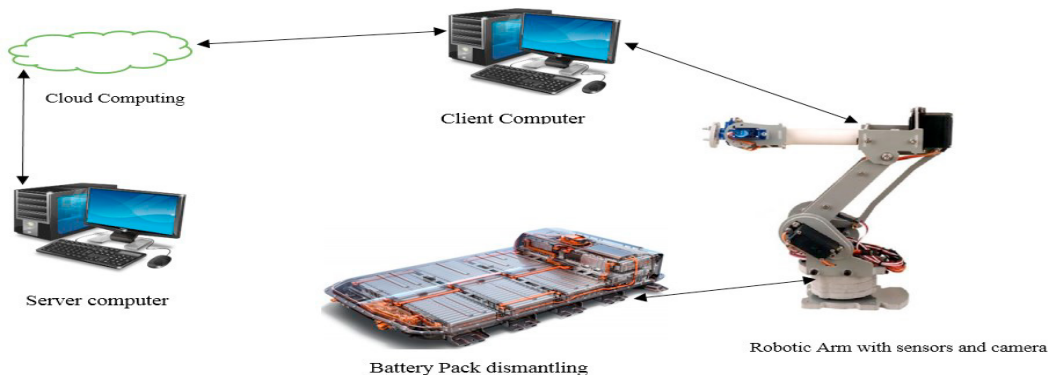 Cloud Computing
Client Computer
Server computer
Battery Pack dismantling
Robotic Arm with sensors and camera